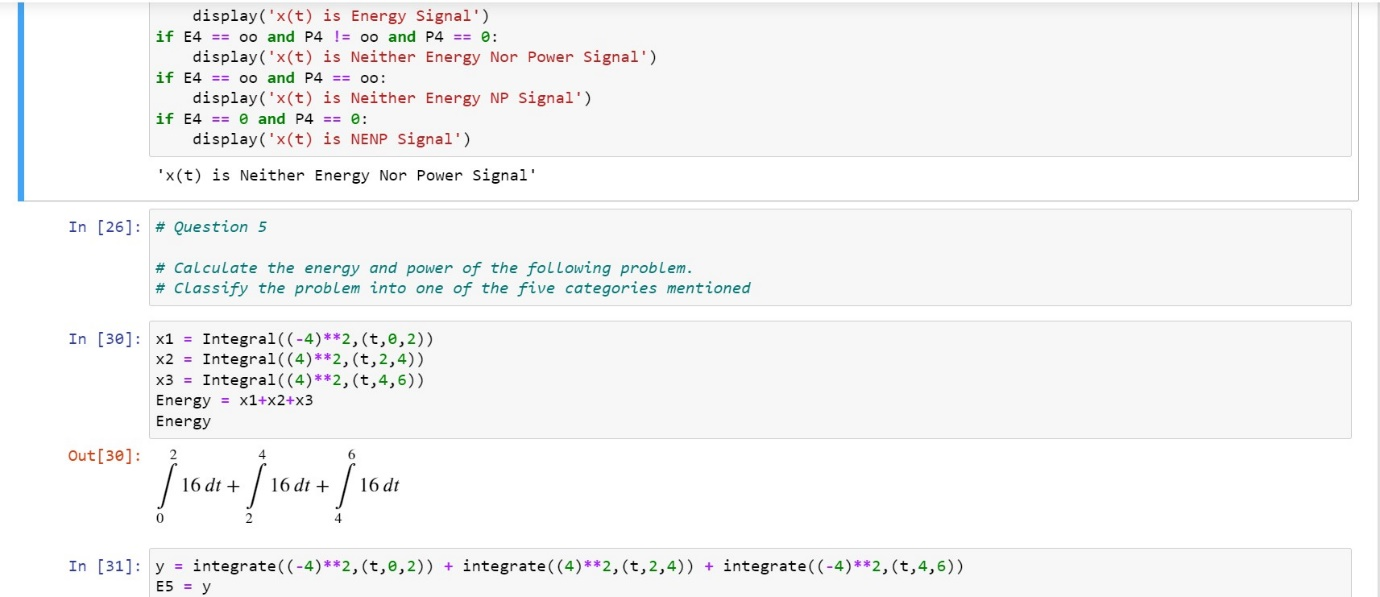 display('x(t) is Energy Signal')
if E4 == oo and P4 != oo and P4 == 0:
display('x(t) is Neither Energy Nor Power Signal')
if E4 == oo and P4 == oo:
display('x(t) is Neither Energy NP Signal')
if E4 == 0 and P4 == 0:
display('x(t) is NENP Signal')
'x(t) is Neither Energy Nor Power Signal'
In [26]: # Question 5
# Calculate the energy and power of the following problem.
# Classify the problem into one of the five categories mentioned
In [30]: x1 = Integral((-4)**2,(t,0,2))
x2 = Integral((4)**2,(t,2,4))
x3 = Integral((4)**2,(t,4,6))
Energy = x1+x2+x3
Energy
Out[30]: ∫₀² 16 dt + ∫₂⁴ 16 dt + ∫₄⁶ 16 dt
In [31]: y = integrate((-4)**2,(t,0,2)) + integrate((4)**2,(t,2,4)) + integrate((-4)**2,(t,4,6))
E5 = y